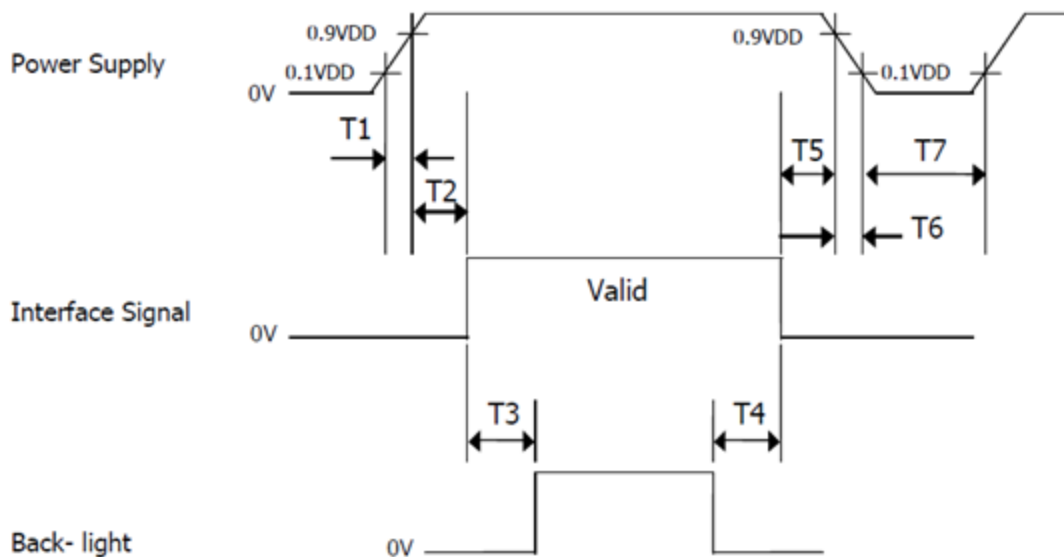 0.9VDD
0.9VDD
Power Supply
0.1VDD
0.1VDD
0V
T1
T5
T7
T2
T6
Valid
Interface Signal
0V
T3
T4
Back- light
0V